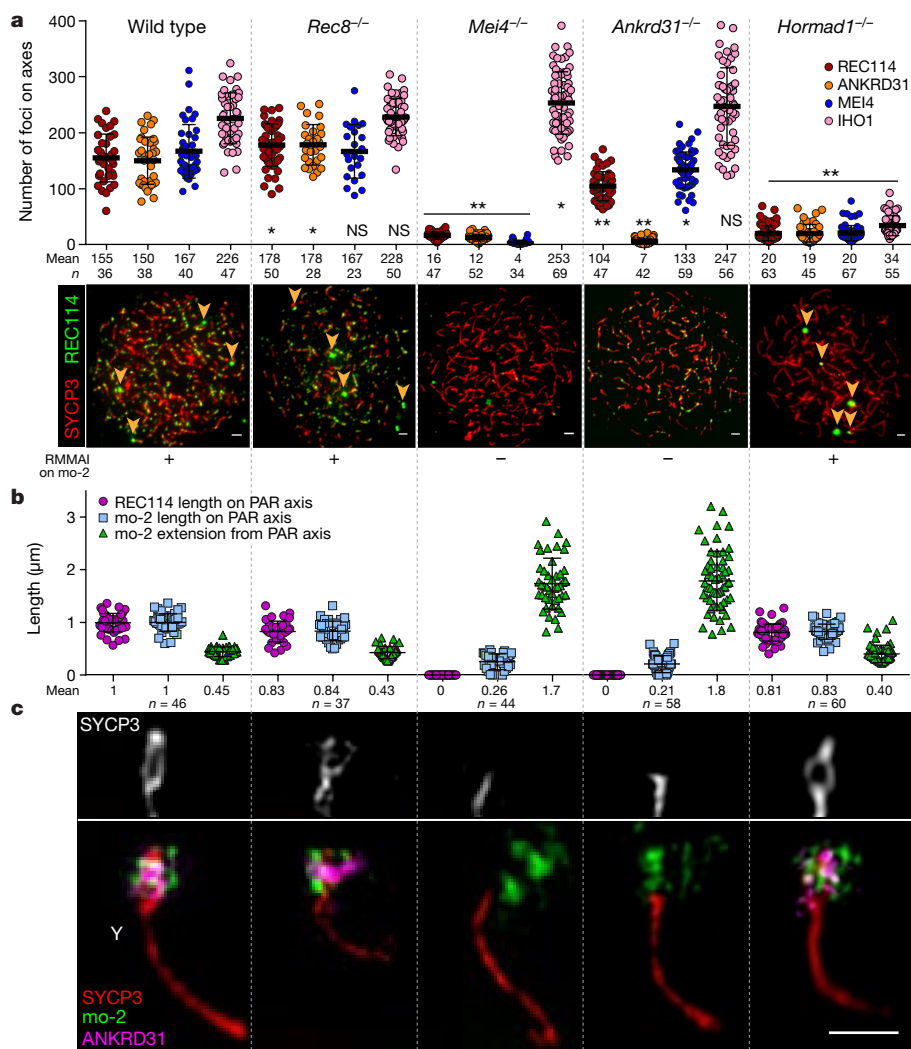 a
Wild type
Rec8–/–
Mei4–/–
Ankrd31–/–
Hormad1–/–
Number of foci on axes
400
300
200
100
0
REC114
ANKRD31
MEI4
IHO1
* * NS NS
** *
** ** * NS
**
Mean 155 150 167 226 178 178 167 228 16 12 4 253 104 7 133 247 20 19 20 34
n 36 38 40 47 50 28 23 50 47 52 34 69 47 42 59 56 63 45 67 55
SYCP3 REC114
RMMAI on mo-2 + + – – +
b
REC114 length on PAR axis
mo-2 length on PAR axis
mo-2 extension from PAR axis
Length (μm)
3
2
1
0
Mean 1 1 0.45 0.83 0.84 0.43 0 0.26 1.7 0 0.21 1.8 0.81 0.83 0.40
n = 46 n = 37 n = 44 n = 58 n = 60
c
SYCP3
Y
SYCP3
mo-2
ANKRD31